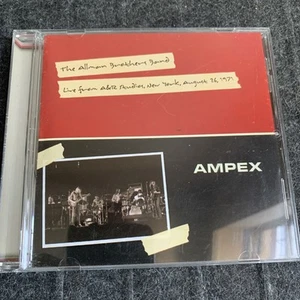 The Allman Brothers Band
Live from A&R Studios, New York, August 26, 1971
AMPEX